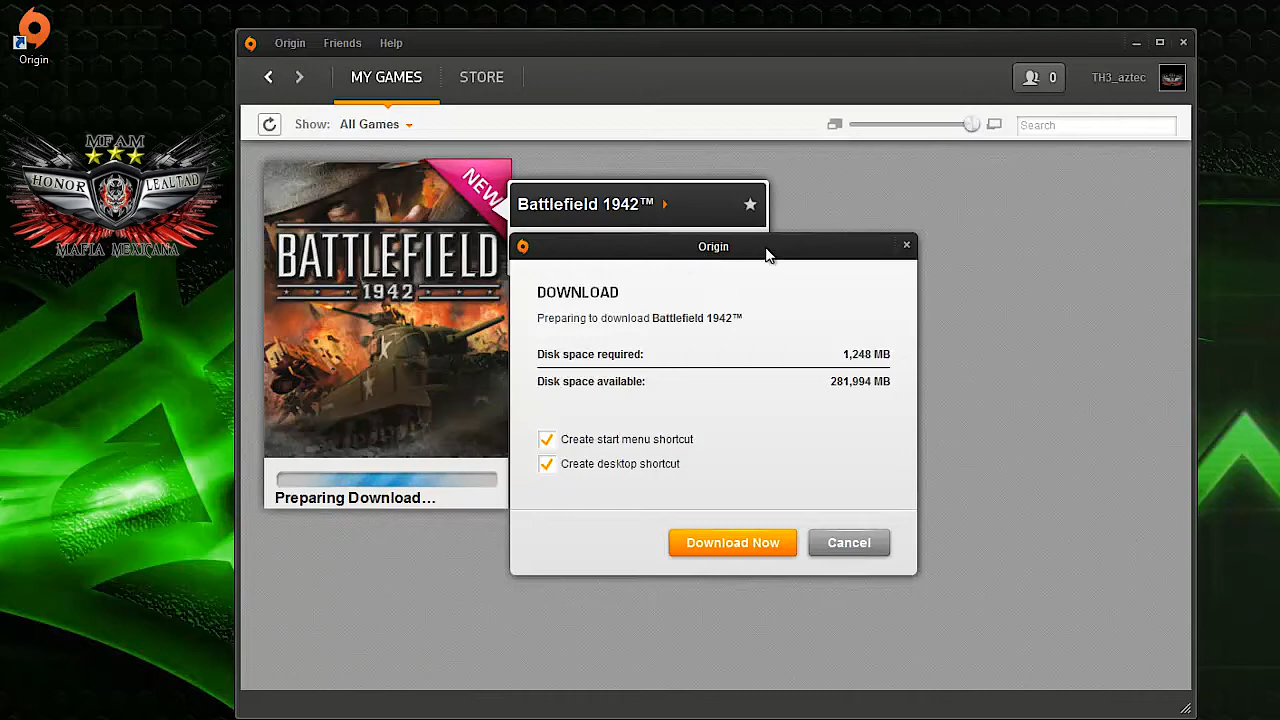 Origin
MFAM
HONOR LEALTAD
MAFIA MEXICANA
Origin Friends Help
MY GAMES STORE
0
TH3_aztec
Show: All Games
Search
NEW
BATTLEFIELD
1942
Preparing Download...
Battlefield 1942™
Origin
DOWNLOAD
Preparing to download Battlefield 1942™
Disk space required: 1,248 MB
Disk space available: 281,994 MB
Create start menu shortcut
Create desktop shortcut
Download Now Cancel